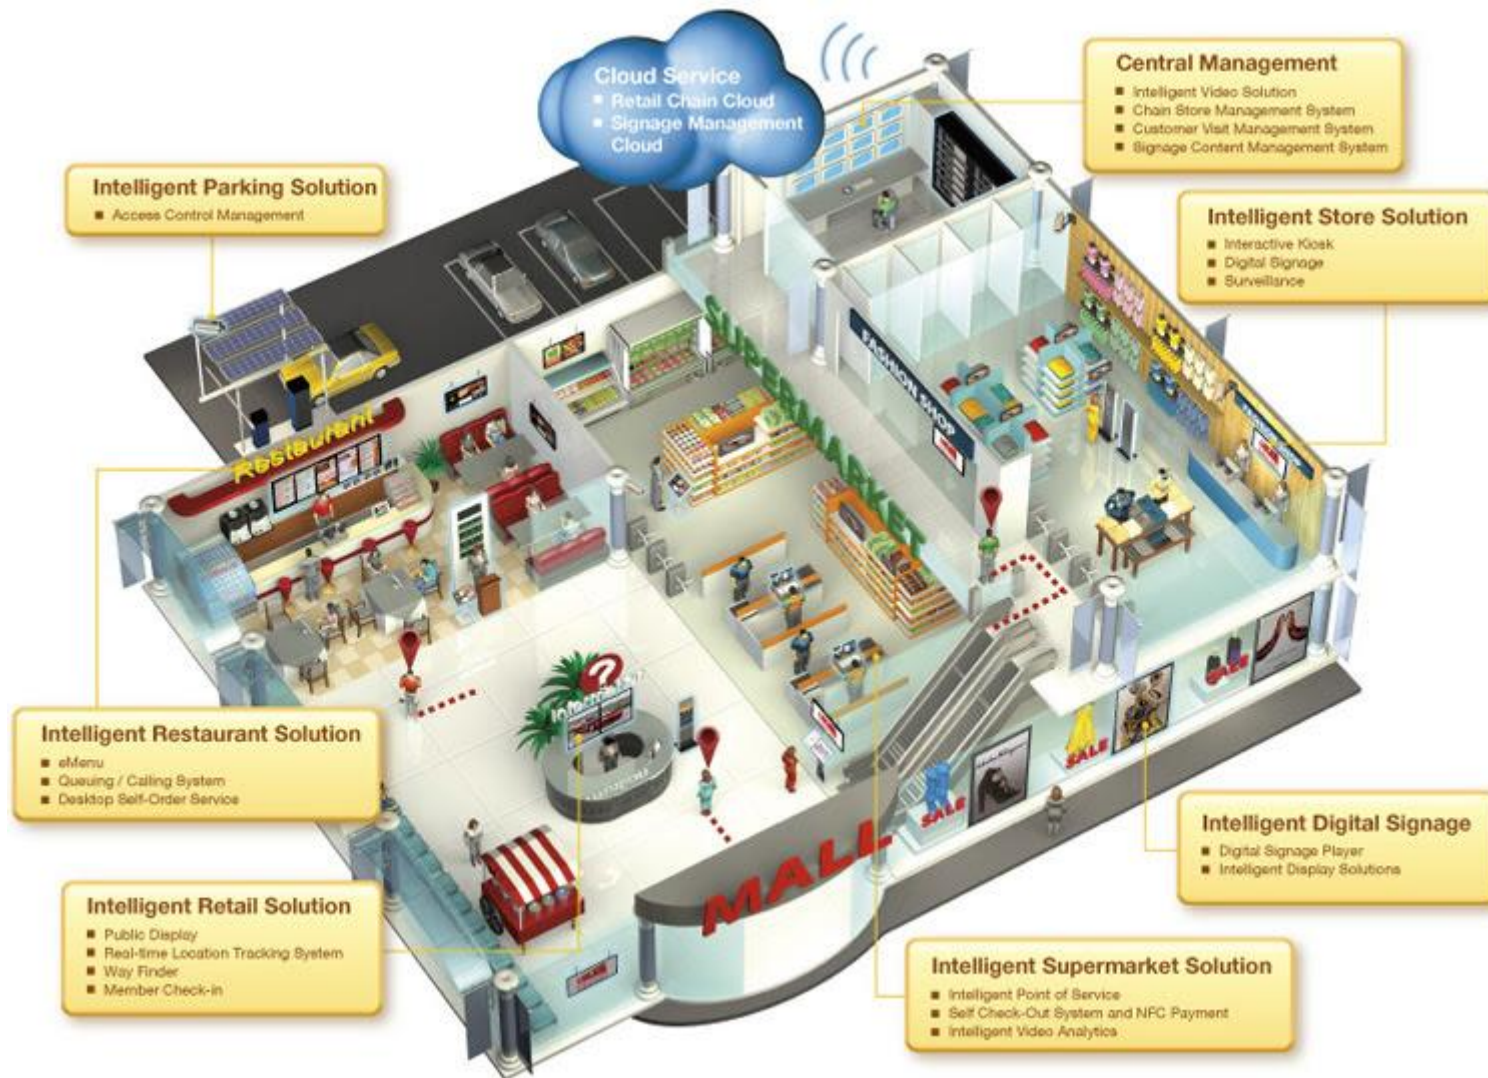 Cloud Service
Retail Chain Cloud
Signage Management
Cloud
Central Management
Intelligent Video Solution
Chain Store Management System
Customer Visit Management System
Signage Content Management System
Intelligent Parking Solution
Access Control Management
Intelligent Store Solution
Interactive Kiosk
Digital Signage
Surveillance
SUPERMARKET
FASHION SHOP
Restaurant
Intelligent Restaurant Solution
eMenu
Queuing / Calling System
Desktop Self-Order Service
?
SALE
SALE
SALE
MALL
Intelligent Digital Signage
Digital Signage Player
Intelligent Display Solutions
Intelligent Retail Solution
Public Display
Real-time Location Tracking System
Way Finder
Member Check-in
Intelligent Supermarket Solution
Intelligent Point of Service
Self Check-Out System and NFC Payment
Intelligent Video Analytics